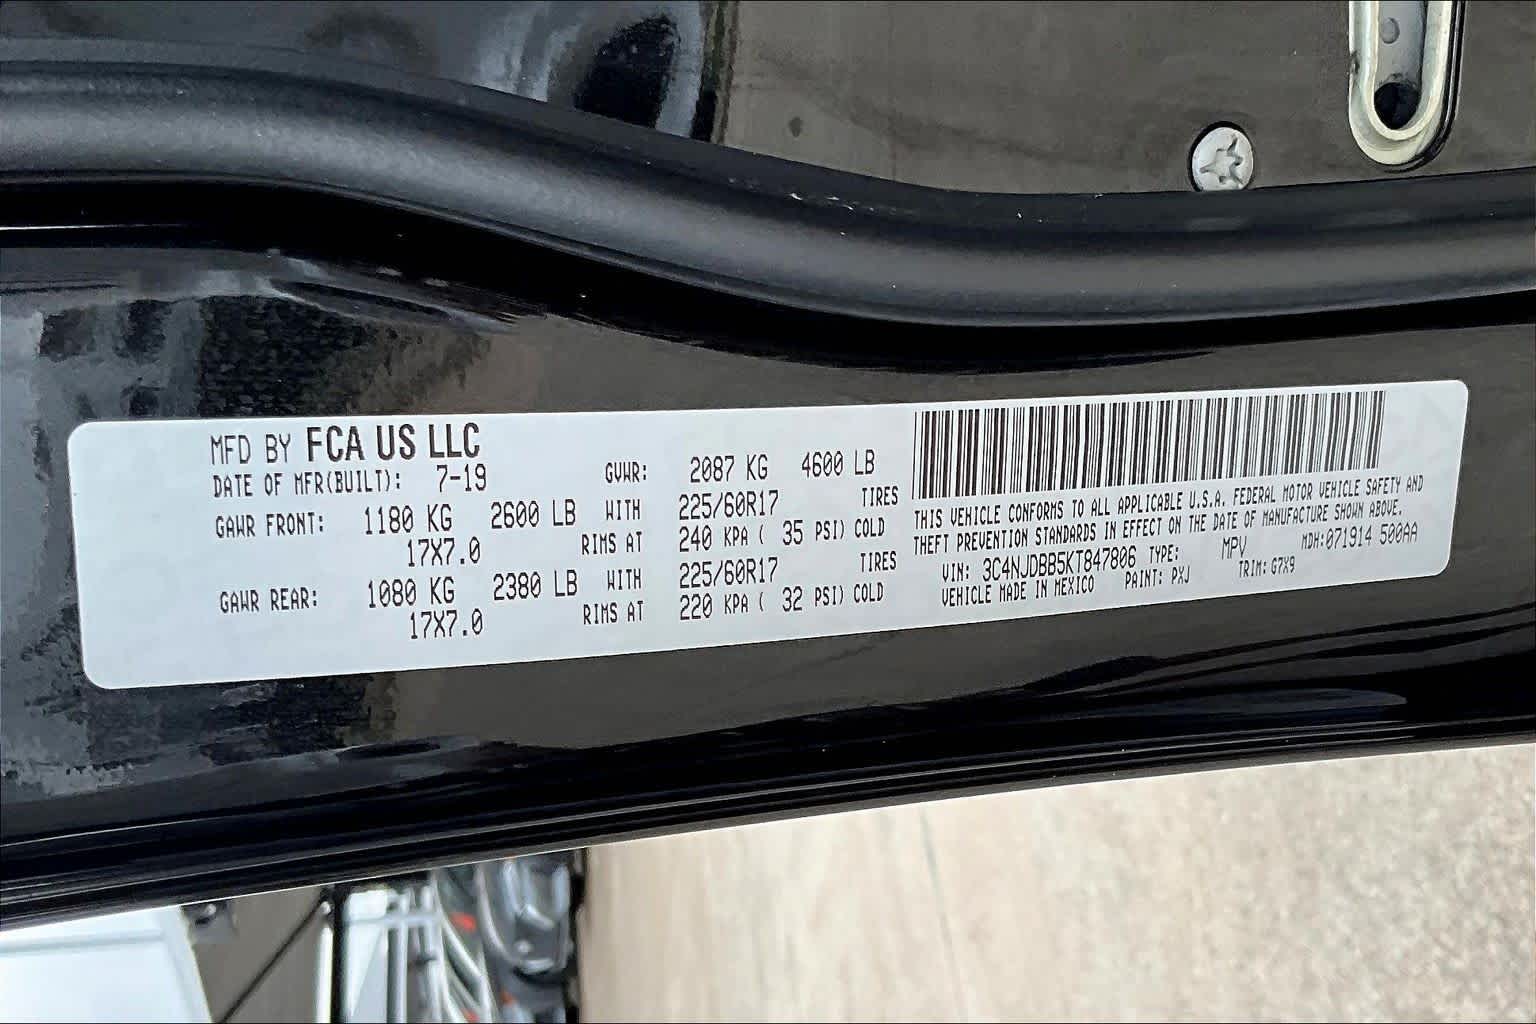 MFD BY FCA US LLC
DATE OF MFR(BUILT): 7-19 GVWR: 2087 KG 4600 LB
GAWR FRONT: 1180 KG 2600 LB WITH 225/60R17 TIRES
17X7.0 RIMS AT 240 KPA ( 35 PSI) COLD
GAWR REAR: 1080 KG 2380 LB WITH 225/60R17 TIRES
17X7.0 RIMS AT 220 KPA ( 32 PSI) COLD
THIS VEHICLE CONFORMS TO ALL APPLICABLE U.S.A. FEDERAL MOTOR VEHICLE SAFETY AND
THEFT PREVENTION STANDARDS IN EFFECT ON THE DATE OF MANUFACTURE SHOWN ABOVE.
VIN: 3C4NJDBB5KT847806 TYPE: MPV MDH:071914 500AA
VEHICLE MADE IN MEXICO PAINT: PXJ TRIM: G7X9